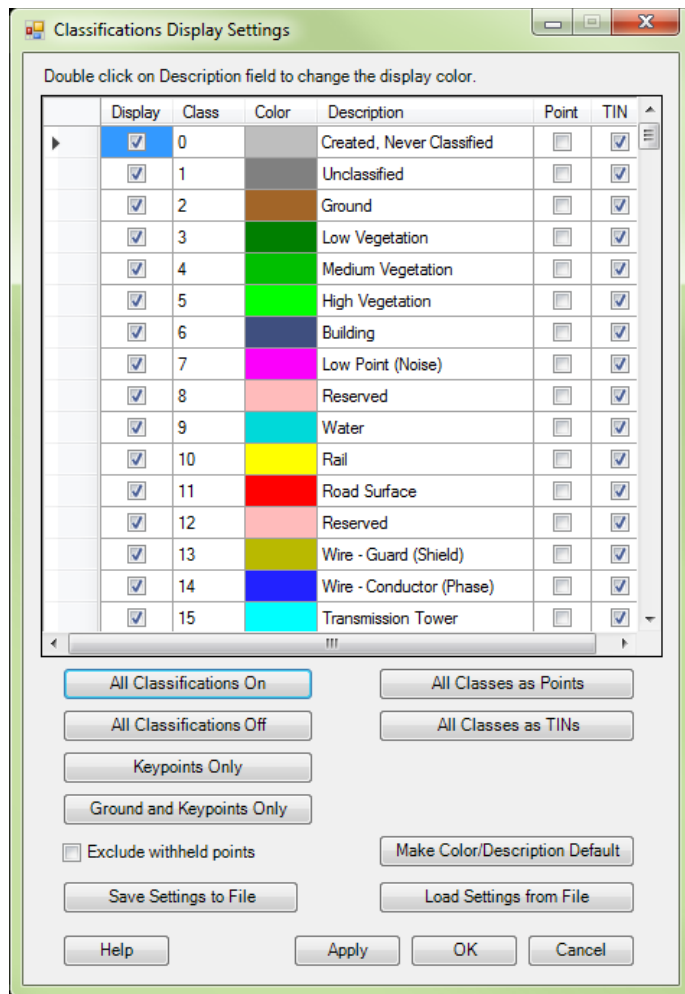 Classifications Display Settings
Double click on Description field to change the display color.
Display Class Color Description Point TIN
0 Created, Never Classified
1 Unclassified
2 Ground
3 Low Vegetation
4 Medium Vegetation
5 High Vegetation
6 Building
7 Low Point (Noise)
8 Reserved
9 Water
10 Rail
11 Road Surface
12 Reserved
13 Wire - Guard (Shield)
14 Wire - Conductor (Phase)
15 Transmission Tower
All Classifications On All Classes as Points
All Classifications Off All Classes as TINs
Keypoints Only
Ground and Keypoints Only
Exclude withheld points Make Color/Description Default
Save Settings to File Load Settings from File
Help Apply OK Cancel